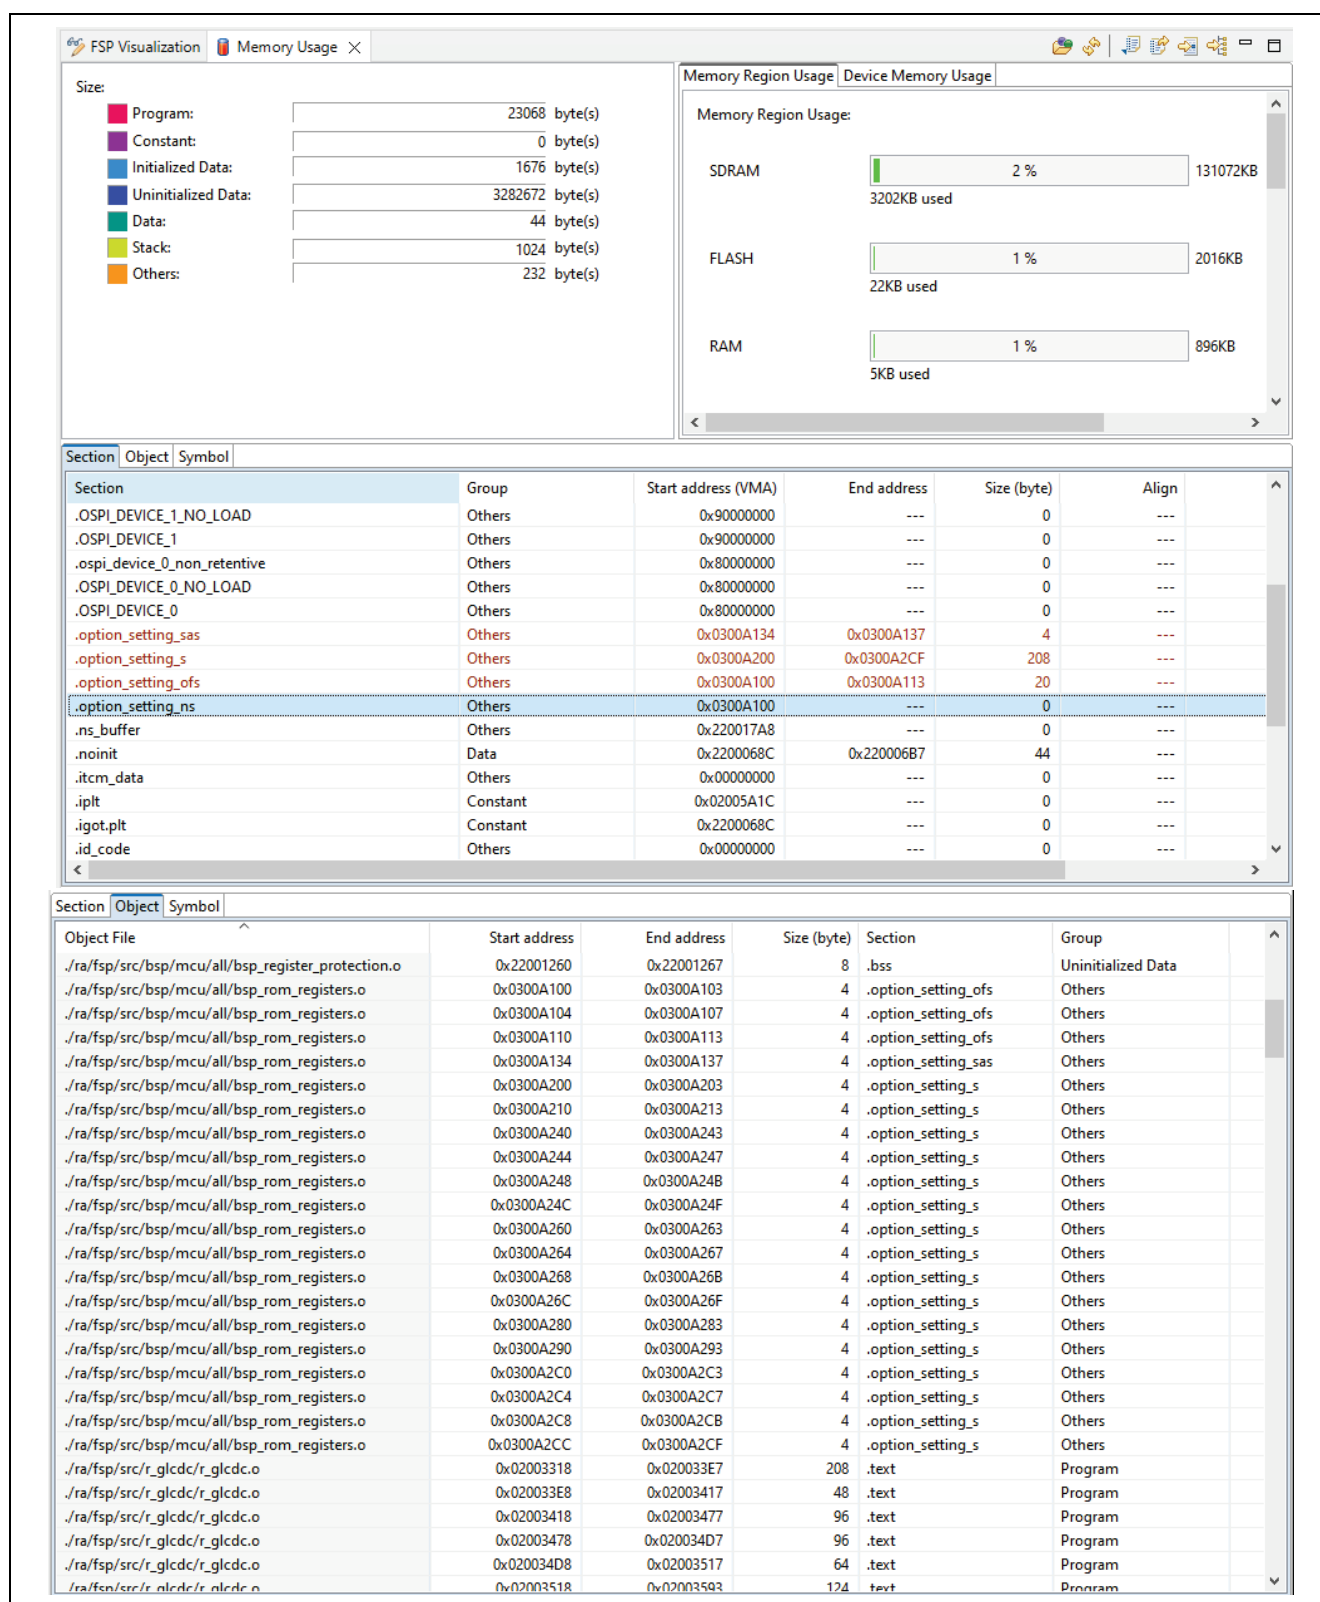 FSP Visualization Memory Usage
Memory Region Usage Device Memory Usage
Size:
Program: 23068 byte(s)
Constant: 0 byte(s)
Initialized Data: 1676 byte(s)
Uninitialized Data: 3282672 byte(s)
Data: 44 byte(s)
Stack: 1024 byte(s)
Others: 232 byte(s)
Memory Region Usage:
SDRAM 2 % 131072KB
3202KB used
FLASH 1 % 2016KB
22KB used
RAM 1 % 896KB
5KB used
Section Object Symbol
Section Group Start address (VMA) End address Size (byte) Align
.OSPI_DEVICE_1_NO_LOAD Others 0x90000000 --- 0 ---
.OSPI_DEVICE_1 Others 0x90000000 --- 0 ---
.ospi_device_0_non_retentive Others 0x80000000 --- 0 ---
.OSPI_DEVICE_0_NO_LOAD Others 0x80000000 --- 0 ---
.OSPI_DEVICE_0 Others 0x80000000 --- 0 ---
.option_setting_sas Others 0x0300A134 0x0300A137 4 ---
.option_setting_s Others 0x0300A200 0x0300A2CF 208 ---
.option_setting_ofs Others 0x0300A100 0x0300A113 20 ---
.option_setting_ns Others 0x0300A100 --- 0 ---
.ns_buffer Others 0x220017A8 --- 0 ---
.noinit Data 0x2200068C 0x220006B7 44 ---
.itcm_data Others 0x00000000 --- 0 ---
.iplt Constant 0x02005A1C --- 0 ---
.igot.plt Constant 0x2200068C --- 0 ---
.id_code Others 0x00000000 --- 0 ---
Section Object Symbol
Object File Start address End address Size (byte) Section Group
./ra/fsp/src/bsp/mcu/all/bsp_register_protection.o 0x22001260 0x22001267 8 .bss Uninitialized Data
./ra/fsp/src/bsp/mcu/all/bsp_rom_registers.o 0x0300A100 0x0300A103 4 .option_setting_ofs Others
./ra/fsp/src/bsp/mcu/all/bsp_rom_registers.o 0x0300A104 0x0300A107 4 .option_setting_ofs Others
./ra/fsp/src/bsp/mcu/all/bsp_rom_registers.o 0x0300A110 0x0300A113 4 .option_setting_ofs Others
./ra/fsp/src/bsp/mcu/all/bsp_rom_registers.o 0x0300A134 0x0300A137 4 .option_setting_sas Others
./ra/fsp/src/bsp/mcu/all/bsp_rom_registers.o 0x0300A200 0x0300A203 4 .option_setting_s Others
./ra/fsp/src/bsp/mcu/all/bsp_rom_registers.o 0x0300A210 0x0300A213 4 .option_setting_s Others
./ra/fsp/src/bsp/mcu/all/bsp_rom_registers.o 0x0300A240 0x0300A243 4 .option_setting_s Others
./ra/fsp/src/bsp/mcu/all/bsp_rom_registers.o 0x0300A244 0x0300A247 4 .option_setting_s Others
./ra/fsp/src/bsp/mcu/all/bsp_rom_registers.o 0x0300A248 0x0300A24B 4 .option_setting_s Others
./ra/fsp/src/bsp/mcu/all/bsp_rom_registers.o 0x0300A24C 0x0300A24F 4 .option_setting_s Others
./ra/fsp/src/bsp/mcu/all/bsp_rom_registers.o 0x0300A260 0x0300A263 4 .option_setting_s Others
./ra/fsp/src/bsp/mcu/all/bsp_rom_registers.o 0x0300A264 0x0300A267 4 .option_setting_s Others
./ra/fsp/src/bsp/mcu/all/bsp_rom_registers.o 0x0300A268 0x0300A26B 4 .option_setting_s Others
./ra/fsp/src/bsp/mcu/all/bsp_rom_registers.o 0x0300A26C 0x0300A26F 4 .option_setting_s Others
./ra/fsp/src/bsp/mcu/all/bsp_rom_registers.o 0x0300A280 0x0300A283 4 .option_setting_s Others
./ra/fsp/src/bsp/mcu/all/bsp_rom_registers.o 0x0300A290 0x0300A293 4 .option_setting_s Others
./ra/fsp/src/bsp/mcu/all/bsp_rom_registers.o 0x0300A2C0 0x0300A2C3 4 .option_setting_s Others
./ra/fsp/src/bsp/mcu/all/bsp_rom_registers.o 0x0300A2C4 0x0300A2C7 4 .option_setting_s Others
./ra/fsp/src/bsp/mcu/all/bsp_rom_registers.o 0x0300A2C8 0x0300A2CB 4 .option_setting_s Others
./ra/fsp/src/bsp/mcu/all/bsp_rom_registers.o 0x0300A2CC 0x0300A2CF 4 .option_setting_s Others
./ra/fsp/src/r_glcdc/r_glcdc.o 0x02003318 0x020033E7 208 .text Program
./ra/fsp/src/r_glcdc/r_glcdc.o 0x020033E8 0x02003417 48 .text Program
./ra/fsp/src/r_glcdc/r_glcdc.o 0x02003418 0x02003477 96 .text Program
./ra/fsp/src/r_glcdc/r_glcdc.o 0x02003478 0x020034D7 96 .text Program
./ra/fsp/src/r_glcdc/r_glcdc.o 0x020034D8 0x02003517 64 .text Program
./ra/fsp/src/r_glcdc/r_glcdc.o 0x02003518 0x02003593 124 .text Program